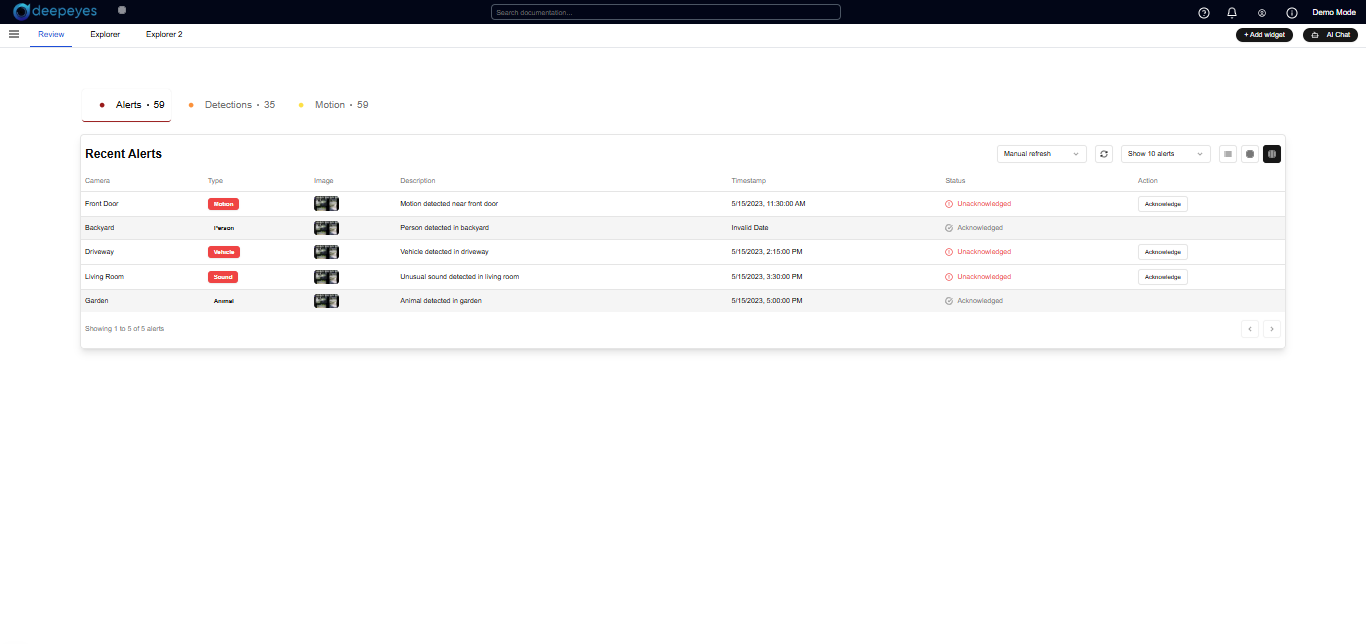 deepeyes Search documentation... Demo Mode
Review Explorer Explorer 2 + Add widget AI Chat
Alerts • 59 Detections • 35 Motion • 59
Recent Alerts Manual refresh Show 10 alerts
Camera Type Image Description Timestamp Status Action
Front Door Motion Motion detected near front door 5/15/2023, 11:30:00 AM Unacknowledged Acknowledge
Backyard Person Person detected in backyard Invalid Date Acknowledged
Driveway Vehicle Vehicle detected in driveway 5/15/2023, 2:15:00 PM Unacknowledged Acknowledge
Living Room Sound Unusual sound detected in living room 5/15/2023, 3:30:00 PM Unacknowledged Acknowledge
Garden Animal Animal detected in garden 5/15/2023, 5:00:00 PM Acknowledged
Showing 1 to 5 of 5 alerts